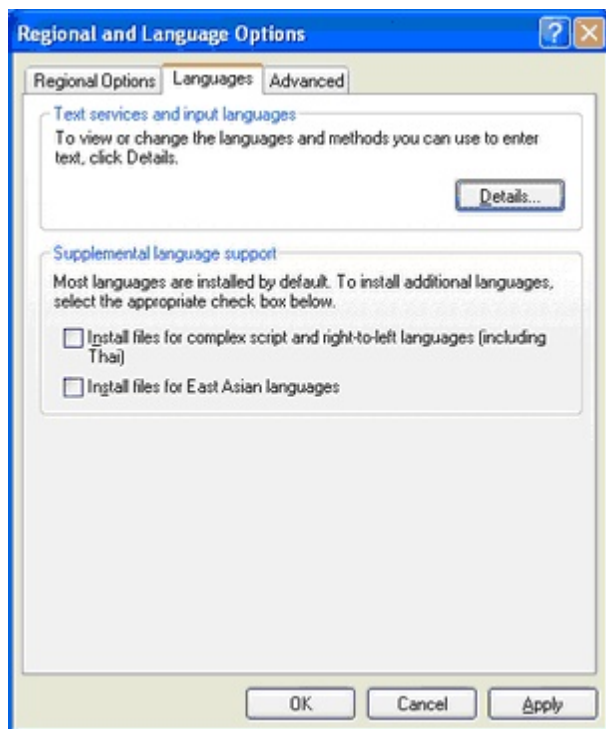 Regional and Language Options
Regional Options Languages Advanced
Text services and input languages
To view or change the languages and methods you can use to enter
text, click Details.
Details...
Supplemental language support
Most languages are installed by default. To install additional languages,
select the appropriate check box below.
Install files for complex script and right-to-left languages (including
Thai)
Install files for East Asian languages
OK Cancel Apply